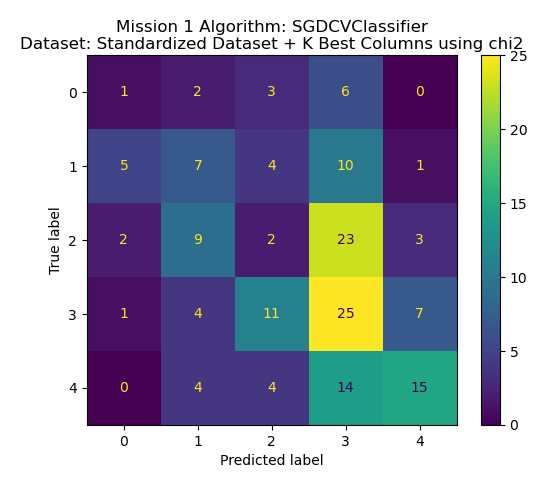 Mission 1 Algorithm: SGDCVClassifier
Dataset: Standardized Dataset + K Best Columns using chi2
0 1 2 3 6 0
1 5 7 4 10 1
2 2 9 2 23 3
3 1 4 11 25 7
4 0 4 4 14 15
0 1 2 3 4
True label
Predicted label
25
20
15
10
5
0